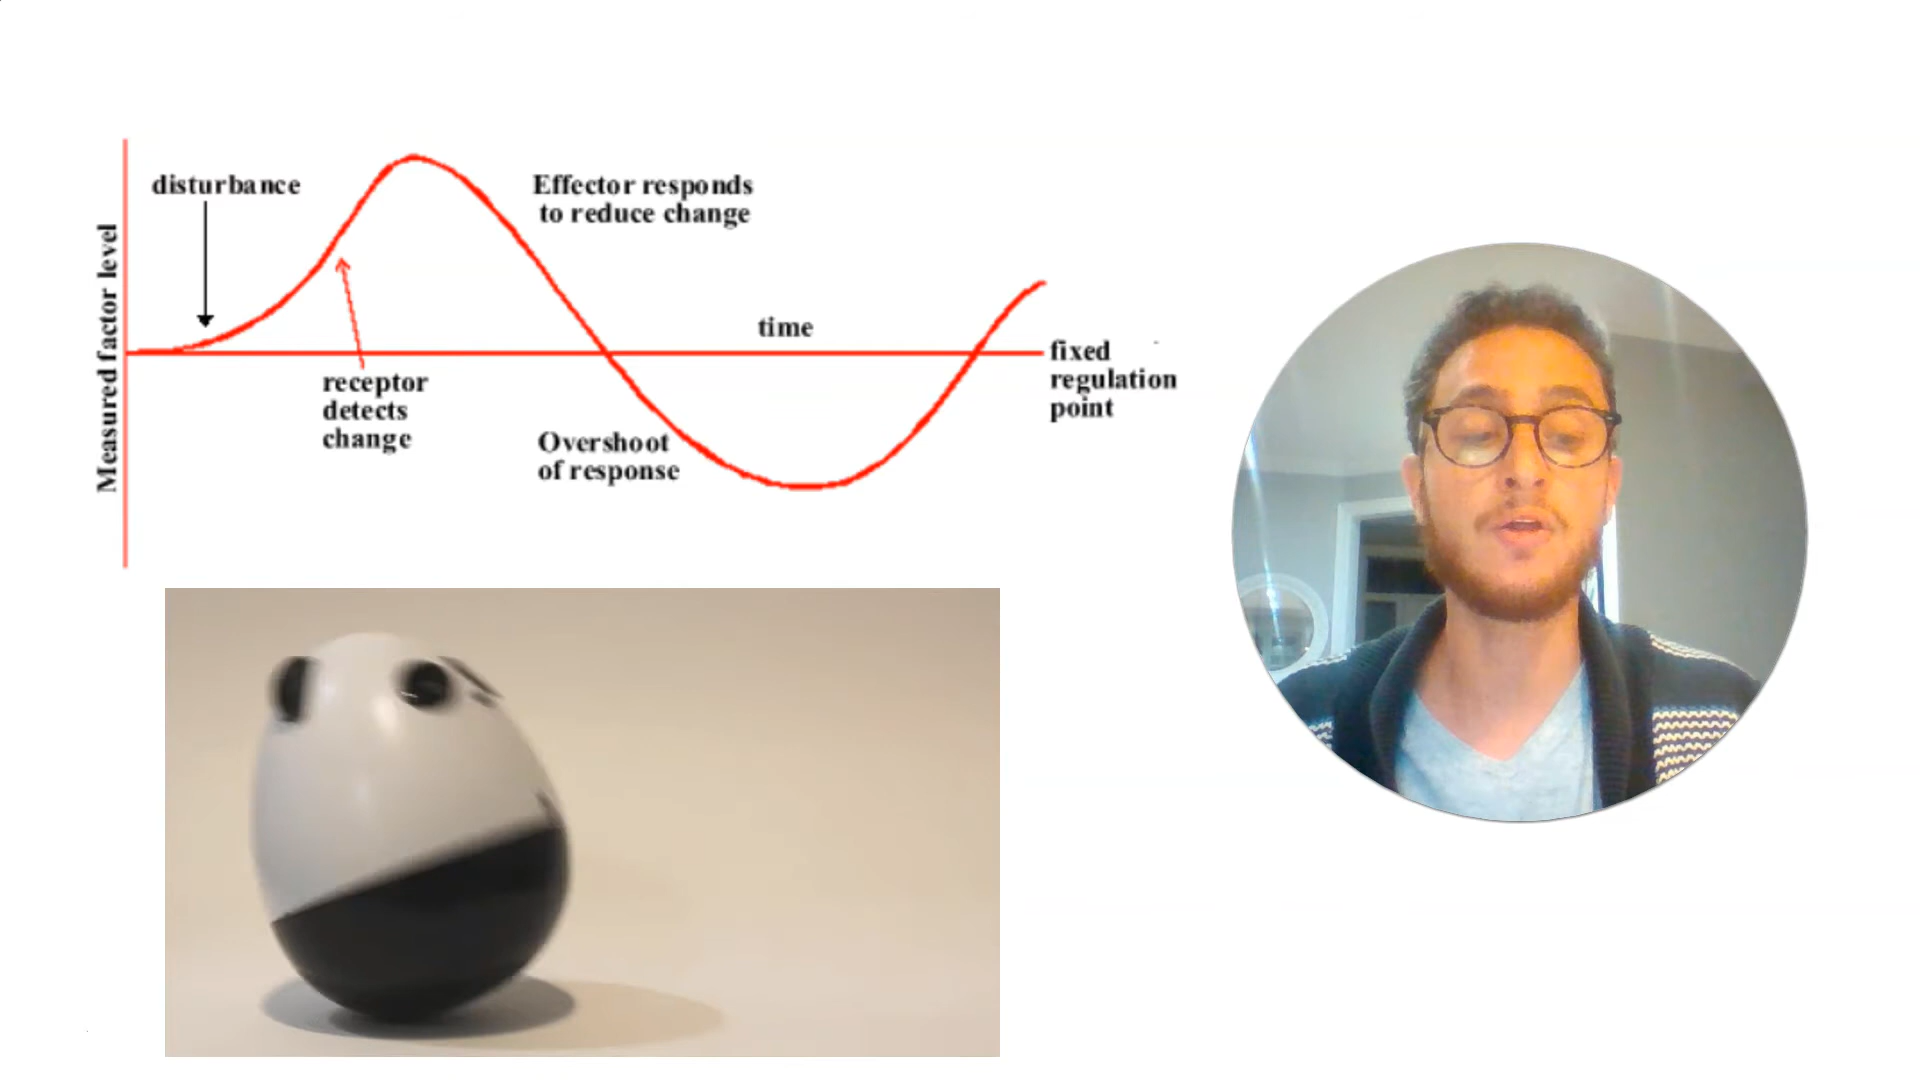 disturbance
Effector responds
to reduce change
Measured factor level
time
fixed
regulation
point
receptor
detects
change
Overshoot
of response